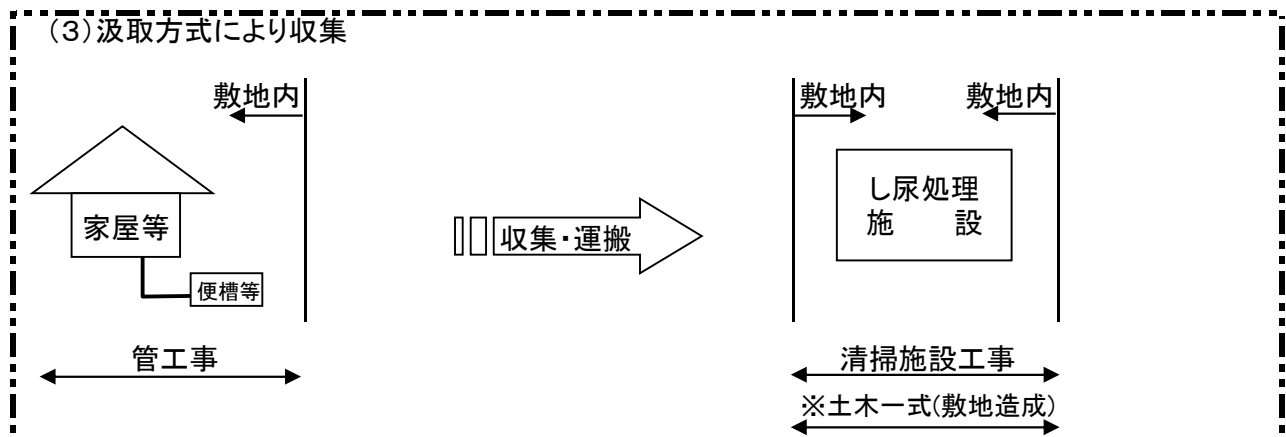 (3)汲取方式により収集
敷地内
敷地内
敷地内
家屋等
便槽等
収集・運搬
し尿処理
施　設
管工事
清掃施設工事
※土木一式(敷地造成)